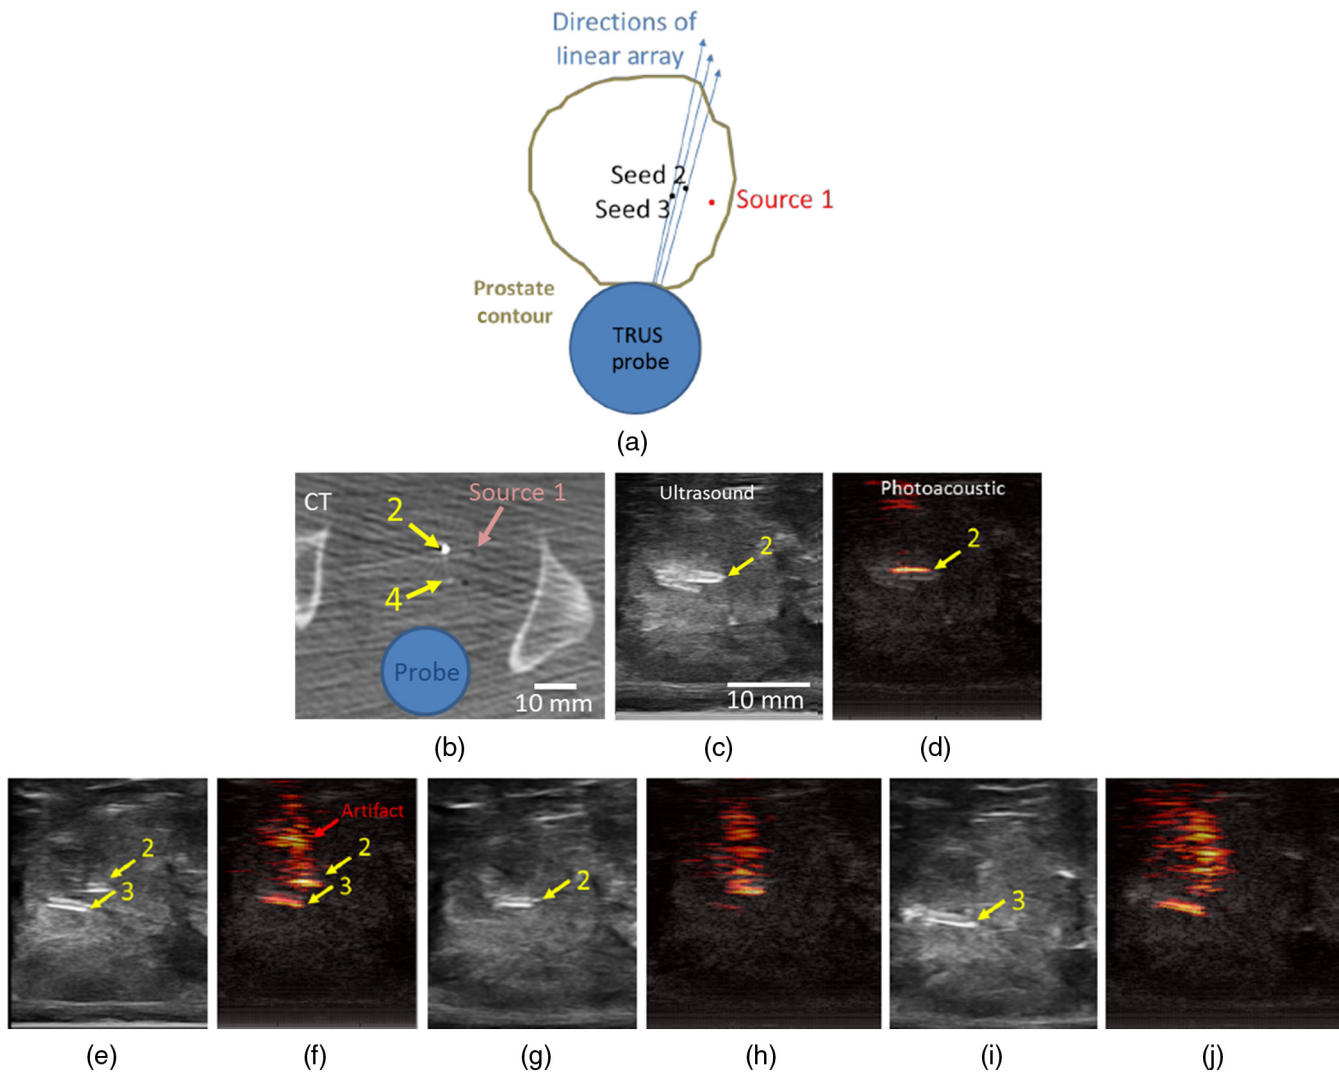 Directions of
linear array
Seed 2
Seed 3
Source 1
Prostate
contour
TRUS
probe
(a)
CT
2
Source 1
4
Probe
10 mm
Ultrasound
2
10 mm
Photoacoustic
2
(b)
(c)
(d)
2
3
Artifact
2
3
2
3
(e)
(f)
(g)
(h)
(i)
(j)